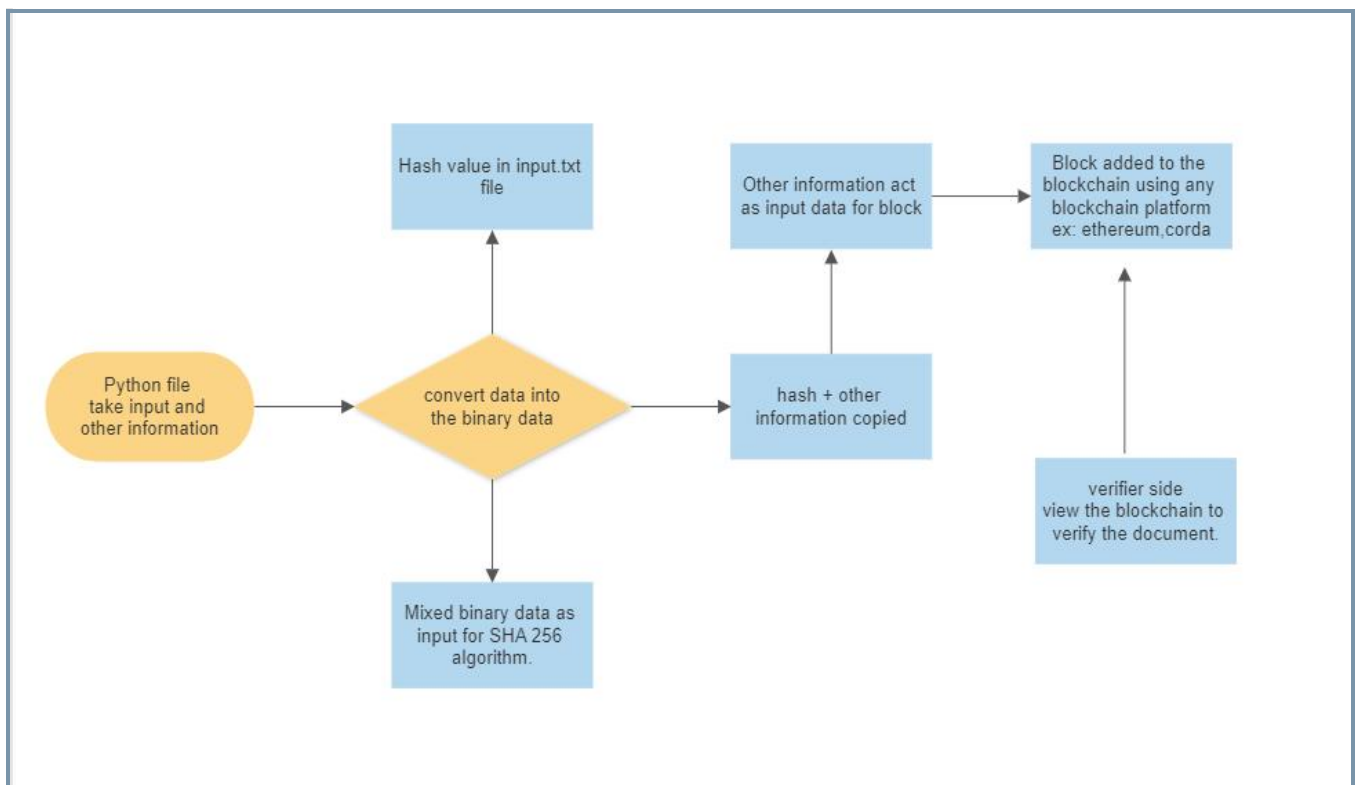 Hash value in input.txt
file
Other information act
as input data for block
Block added to the
blockchain using any
blockchain platform
ex: ethereum,corda
Python file
take input and
other information
convert data into
the binary data
hash + other
information copied
verifier side
view the blockchain to
verify the document.
Mixed binary data as
input for SHA 256
algorithm.